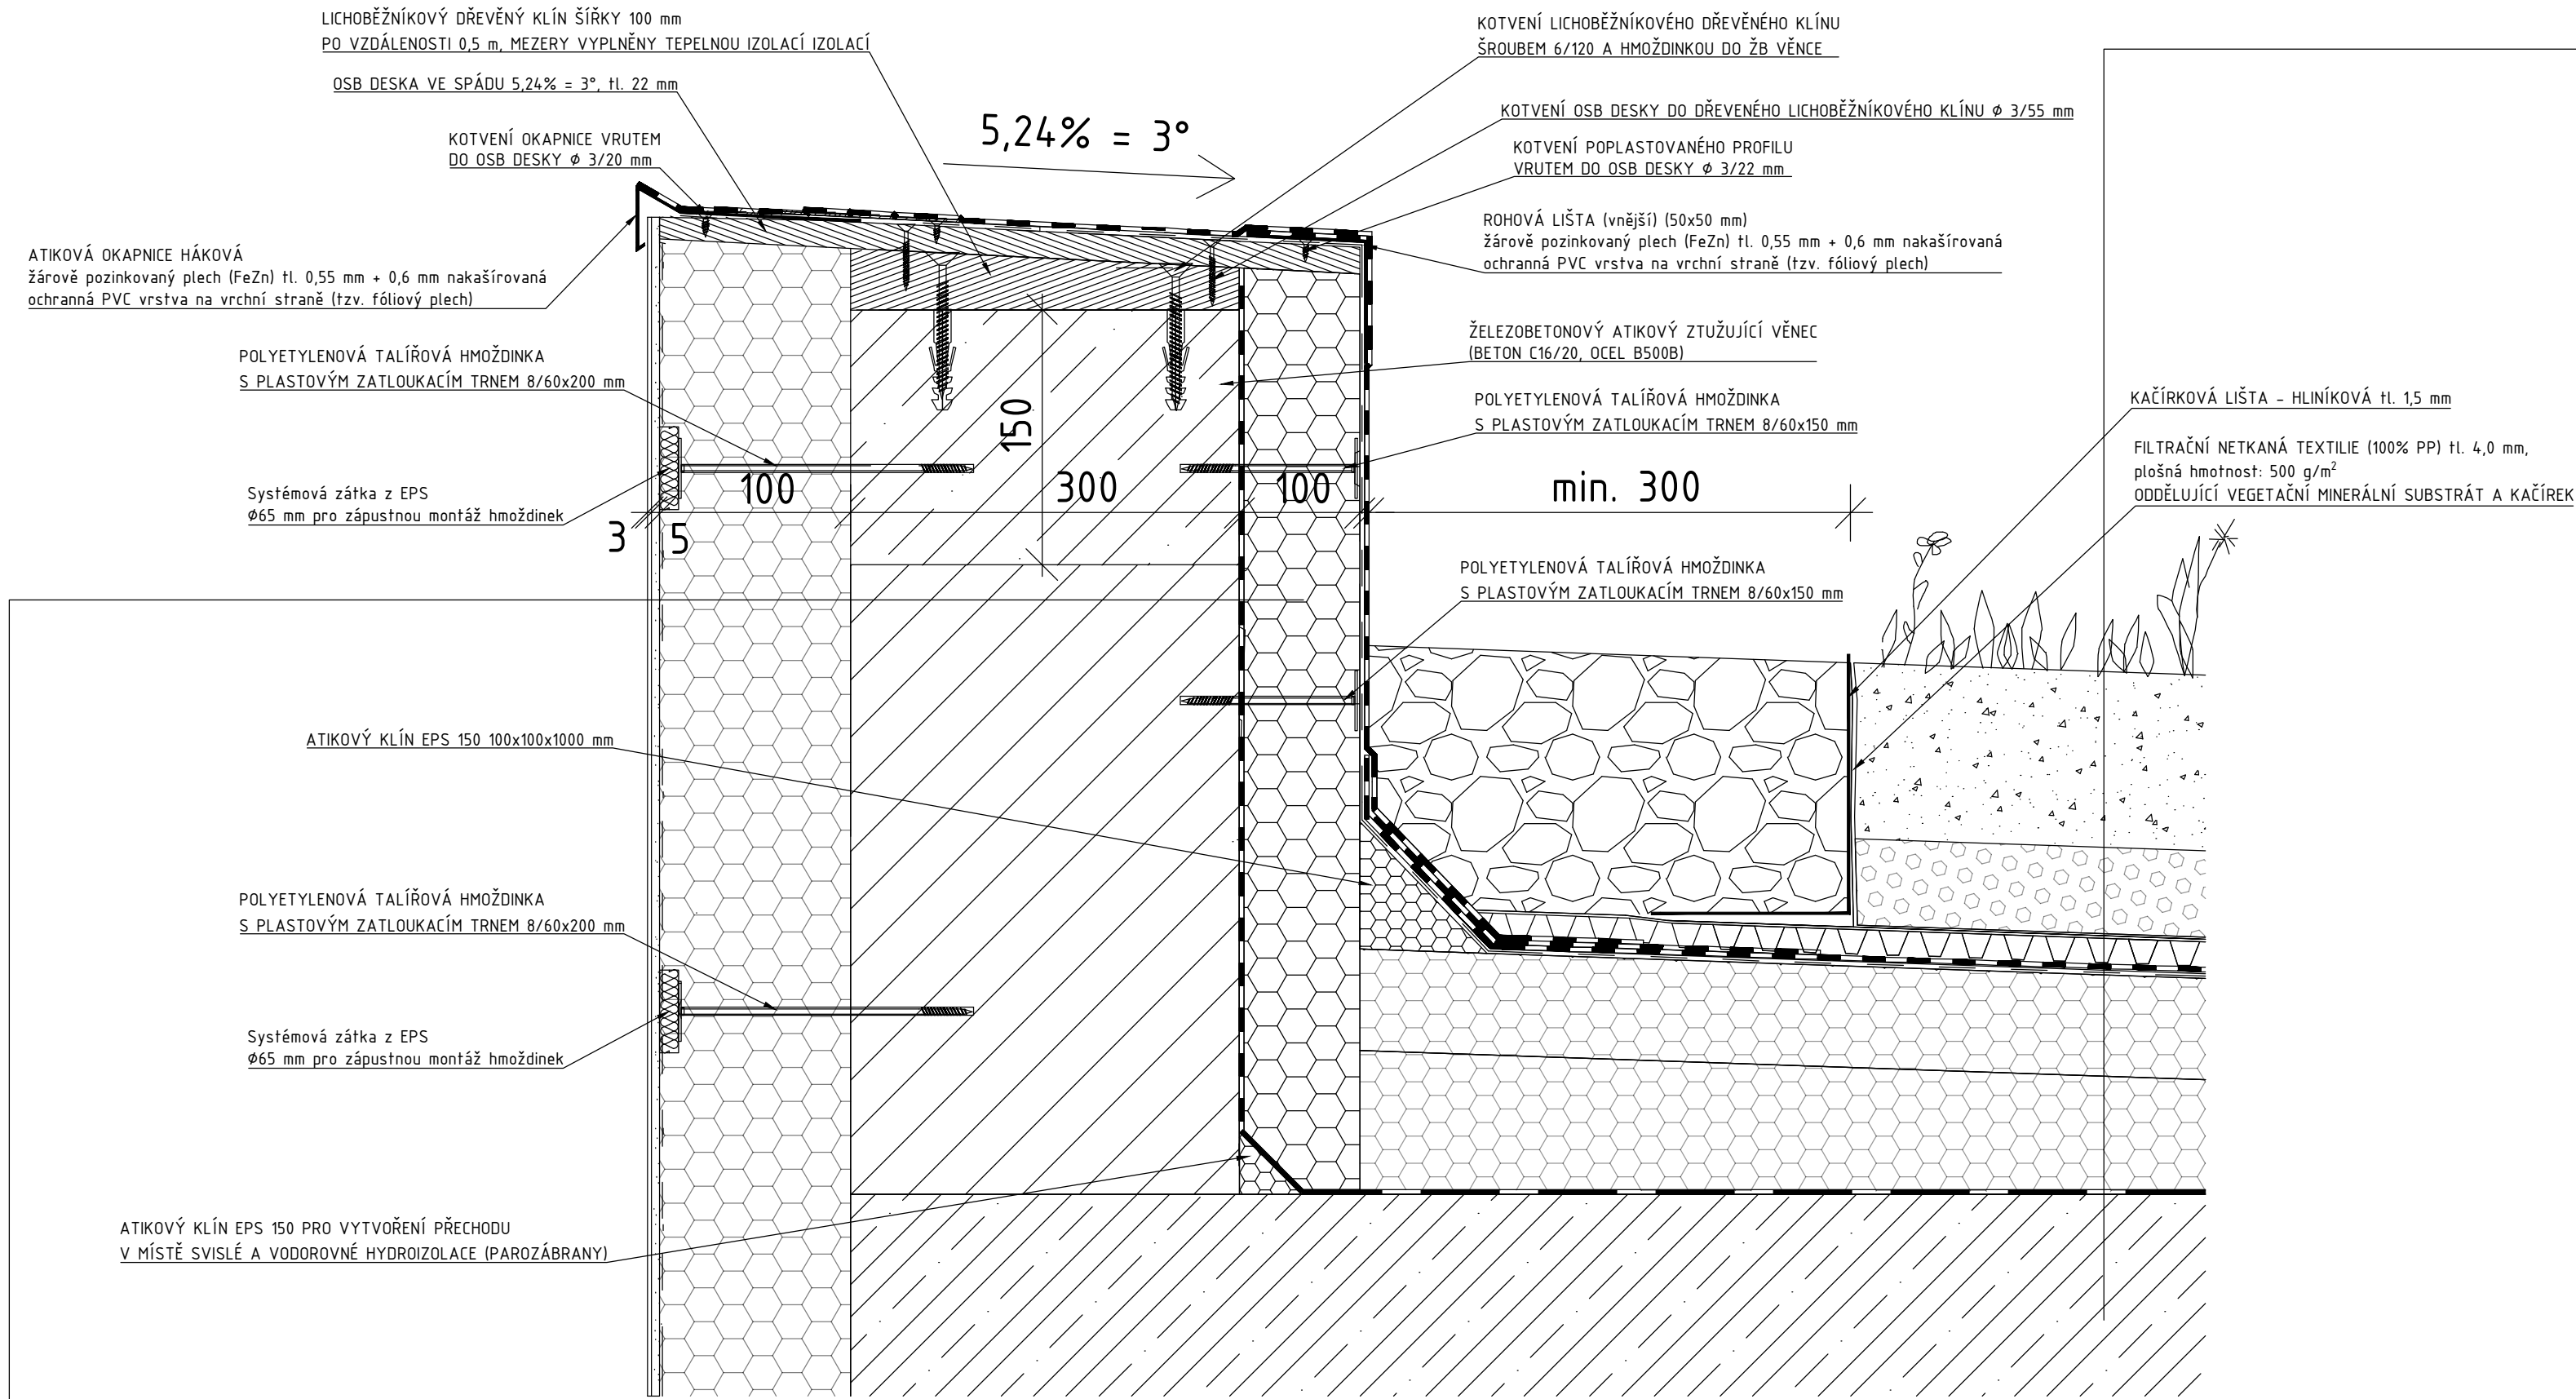 LICHOBĚŽNÍKOVÝ DŘEVĚNÝ KLÍN ŠÍŘKY 100 mm
PO VZDÁLENOSTI 0,5 m, MEZERY VYPLNĚNY TEPELNOU IZOLACÍ IZOLACÍ
OSB DESKA VE SPÁDU 5,24% = 3°, tl. 22 mm
KOTVENÍ OKAPNICE VRUTEM
DO OSB DESKY ϕ 3/20 mm
ATIKOVÁ OKAPNICE HÁKOVÁ
žárově pozinkovaný plech (FeZn) tl. 0,55 mm + 0,6 mm nakašírovaná
ochranná PVC vrstva na vrchní straně (tzv. fóliový plech)
POLYETYLENOVÁ TALÍŘOVÁ HMOŽDINKA
S PLASTOVÝM ZATLOUKACÍM TRNEM 8/60x200 mm
Systémová zátka z EPS
ϕ65 mm pro zápustnou montáž hmoždinek
ATIKOVÝ KLÍN EPS 150 100x100x1000 mm
POLYETYLENOVÁ TALÍŘOVÁ HMOŽDINKA
S PLASTOVÝM ZATLOUKACÍM TRNEM 8/60x200 mm
Systémová zátka z EPS
ϕ65 mm pro zápustnou montáž hmoždinek
ATIKOVÝ KLÍN EPS 150 PRO VYTVOŘENÍ PŘECHODU
V MÍSTĚ SVISLÉ A VODOROVNÉ HYDROIZOLACE (PAROZÁBRANY)
5,24% = 3°
150
3
5
100
300
100
min. 300
KOTVENÍ LICHOBĚŽNÍKOVÉHO DŘEVĚNÉHO KLÍNU
ŠROUBEM 6/120 A HMOŽDINKOU DO ŽB VĚNCE
KOTVENÍ OSB DESKY DO DŘEVENÉHO LICHOBĚŽNÍKOVÉHO KLÍNU ϕ 3/55 mm
KOTVENÍ POPLASTOVANÉHO PROFILU
VRUTEM DO OSB DESKY ϕ 3/22 mm
ROHOVÁ LIŠTA (vnější) (50x50 mm)
žárově pozinkovaný plech (FeZn) tl. 0,55 mm + 0,6 mm nakašírovaná
ochranná PVC vrstva na vrchní straně (tzv. fóliový plech)
ŽELEZOBETONOVÝ ATIKOVÝ ZTUŽUJÍCÍ VĚNEC
(BETON C16/20, OCEL B500B)
POLYETYLENOVÁ TALÍŘOVÁ HMOŽDINKA
S PLASTOVÝM ZATLOUKACÍM TRNEM 8/60x150 mm
POLYETYLENOVÁ TALÍŘOVÁ HMOŽDINKA
S PLASTOVÝM ZATLOUKACÍM TRNEM 8/60x150 mm
KAČÍRKOVÁ LIŠTA - HLINÍKOVÁ tl. 1,5 mm
FILTRAČNÍ NETKANÁ TEXTILIE (100% PP) tl. 4,0 mm,
plošná hmotnost: 500 g/m²
ODDĚLUJÍCÍ VEGETAČNÍ MINERÁLNÍ SUBSTRÁT A KAČÍREK